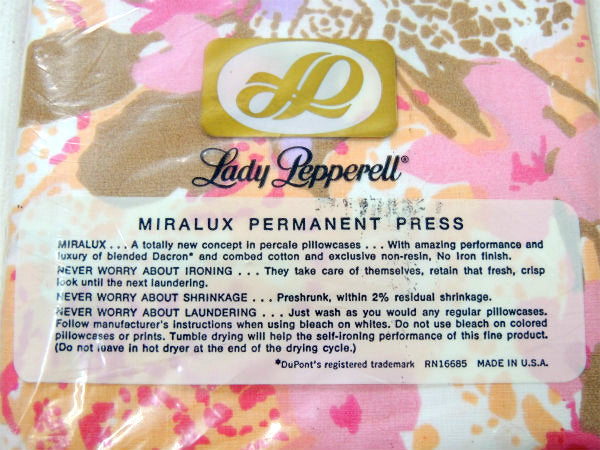 LP
Lady Pepperell®
MIRALUX PERMANENT PRESS
MIRALUX . . . A totally new concept in percale pillowcases . . . With amazing performance and
luxury of blended Dacron* and combed cotton and exclusive non-resin, No Iron finish.
NEVER WORRY ABOUT IRONING . . . They take care of themselves, retain that fresh, crisp
look until the next laundering.
NEVER WORRY ABOUT SHRINKAGE . . . Preshrunk, within 2% residual shrinkage.
NEVER WORRY ABOUT LAUNDERING . . . Just wash as you would any regular pillowcases.
Follow manufacturer's instructions when using bleach on whites. Do not use bleach on colored
pillowcases or prints. Tumble drying will help the self-ironing performance of this fine product.
(Do not leave in hot dryer at the end of the drying cycle.)
*DuPont's registered trademark RN16685 MADE IN U.S.A.